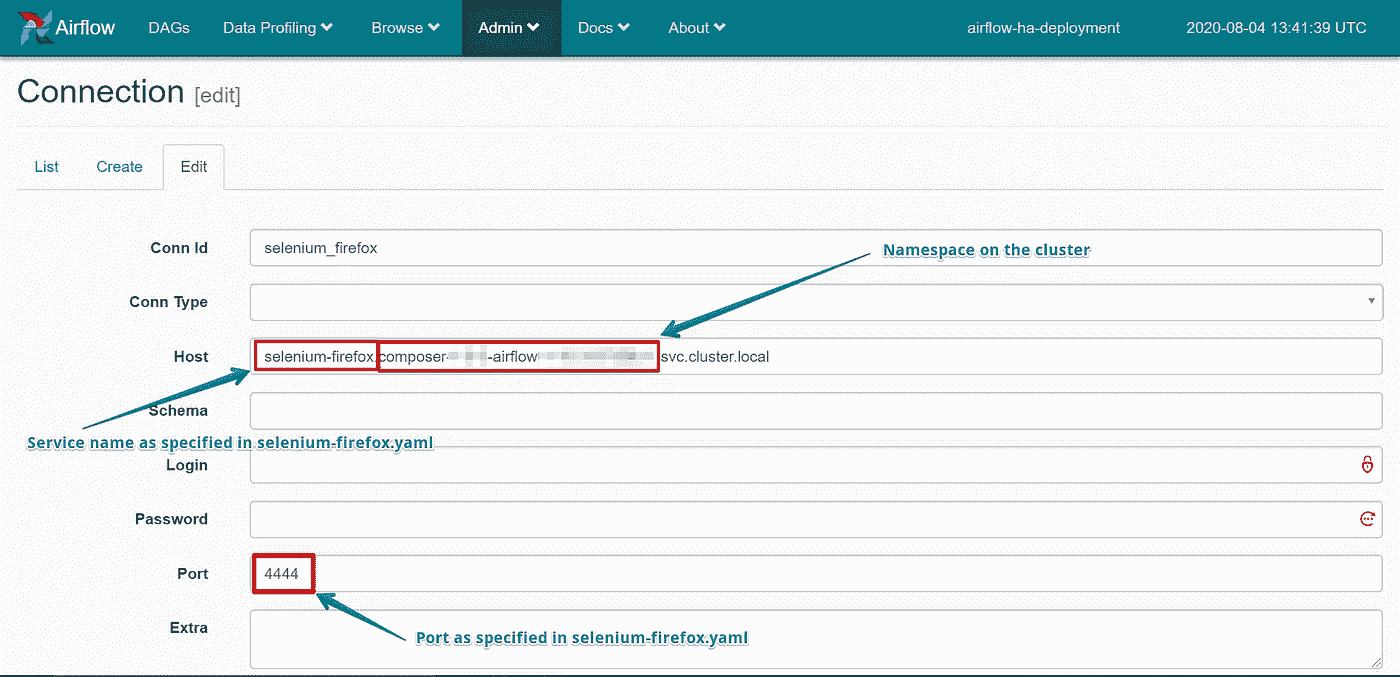 Airflow DAGs Data Profiling Browse Admin Docs About airflow-ha-deployment 2020-08-04 13:41:39 UTC
Connection [edit]
List Create Edit
Conn Id selenium_firefox
Namespace on the cluster
Conn Type
Host selenium-firefox.composer- -airflow svc.cluster.local
Schema
Service name as specified in selenium-firefox.yaml
Login
Password
Port 4444
Extra
Port as specified in selenium-firefox.yaml